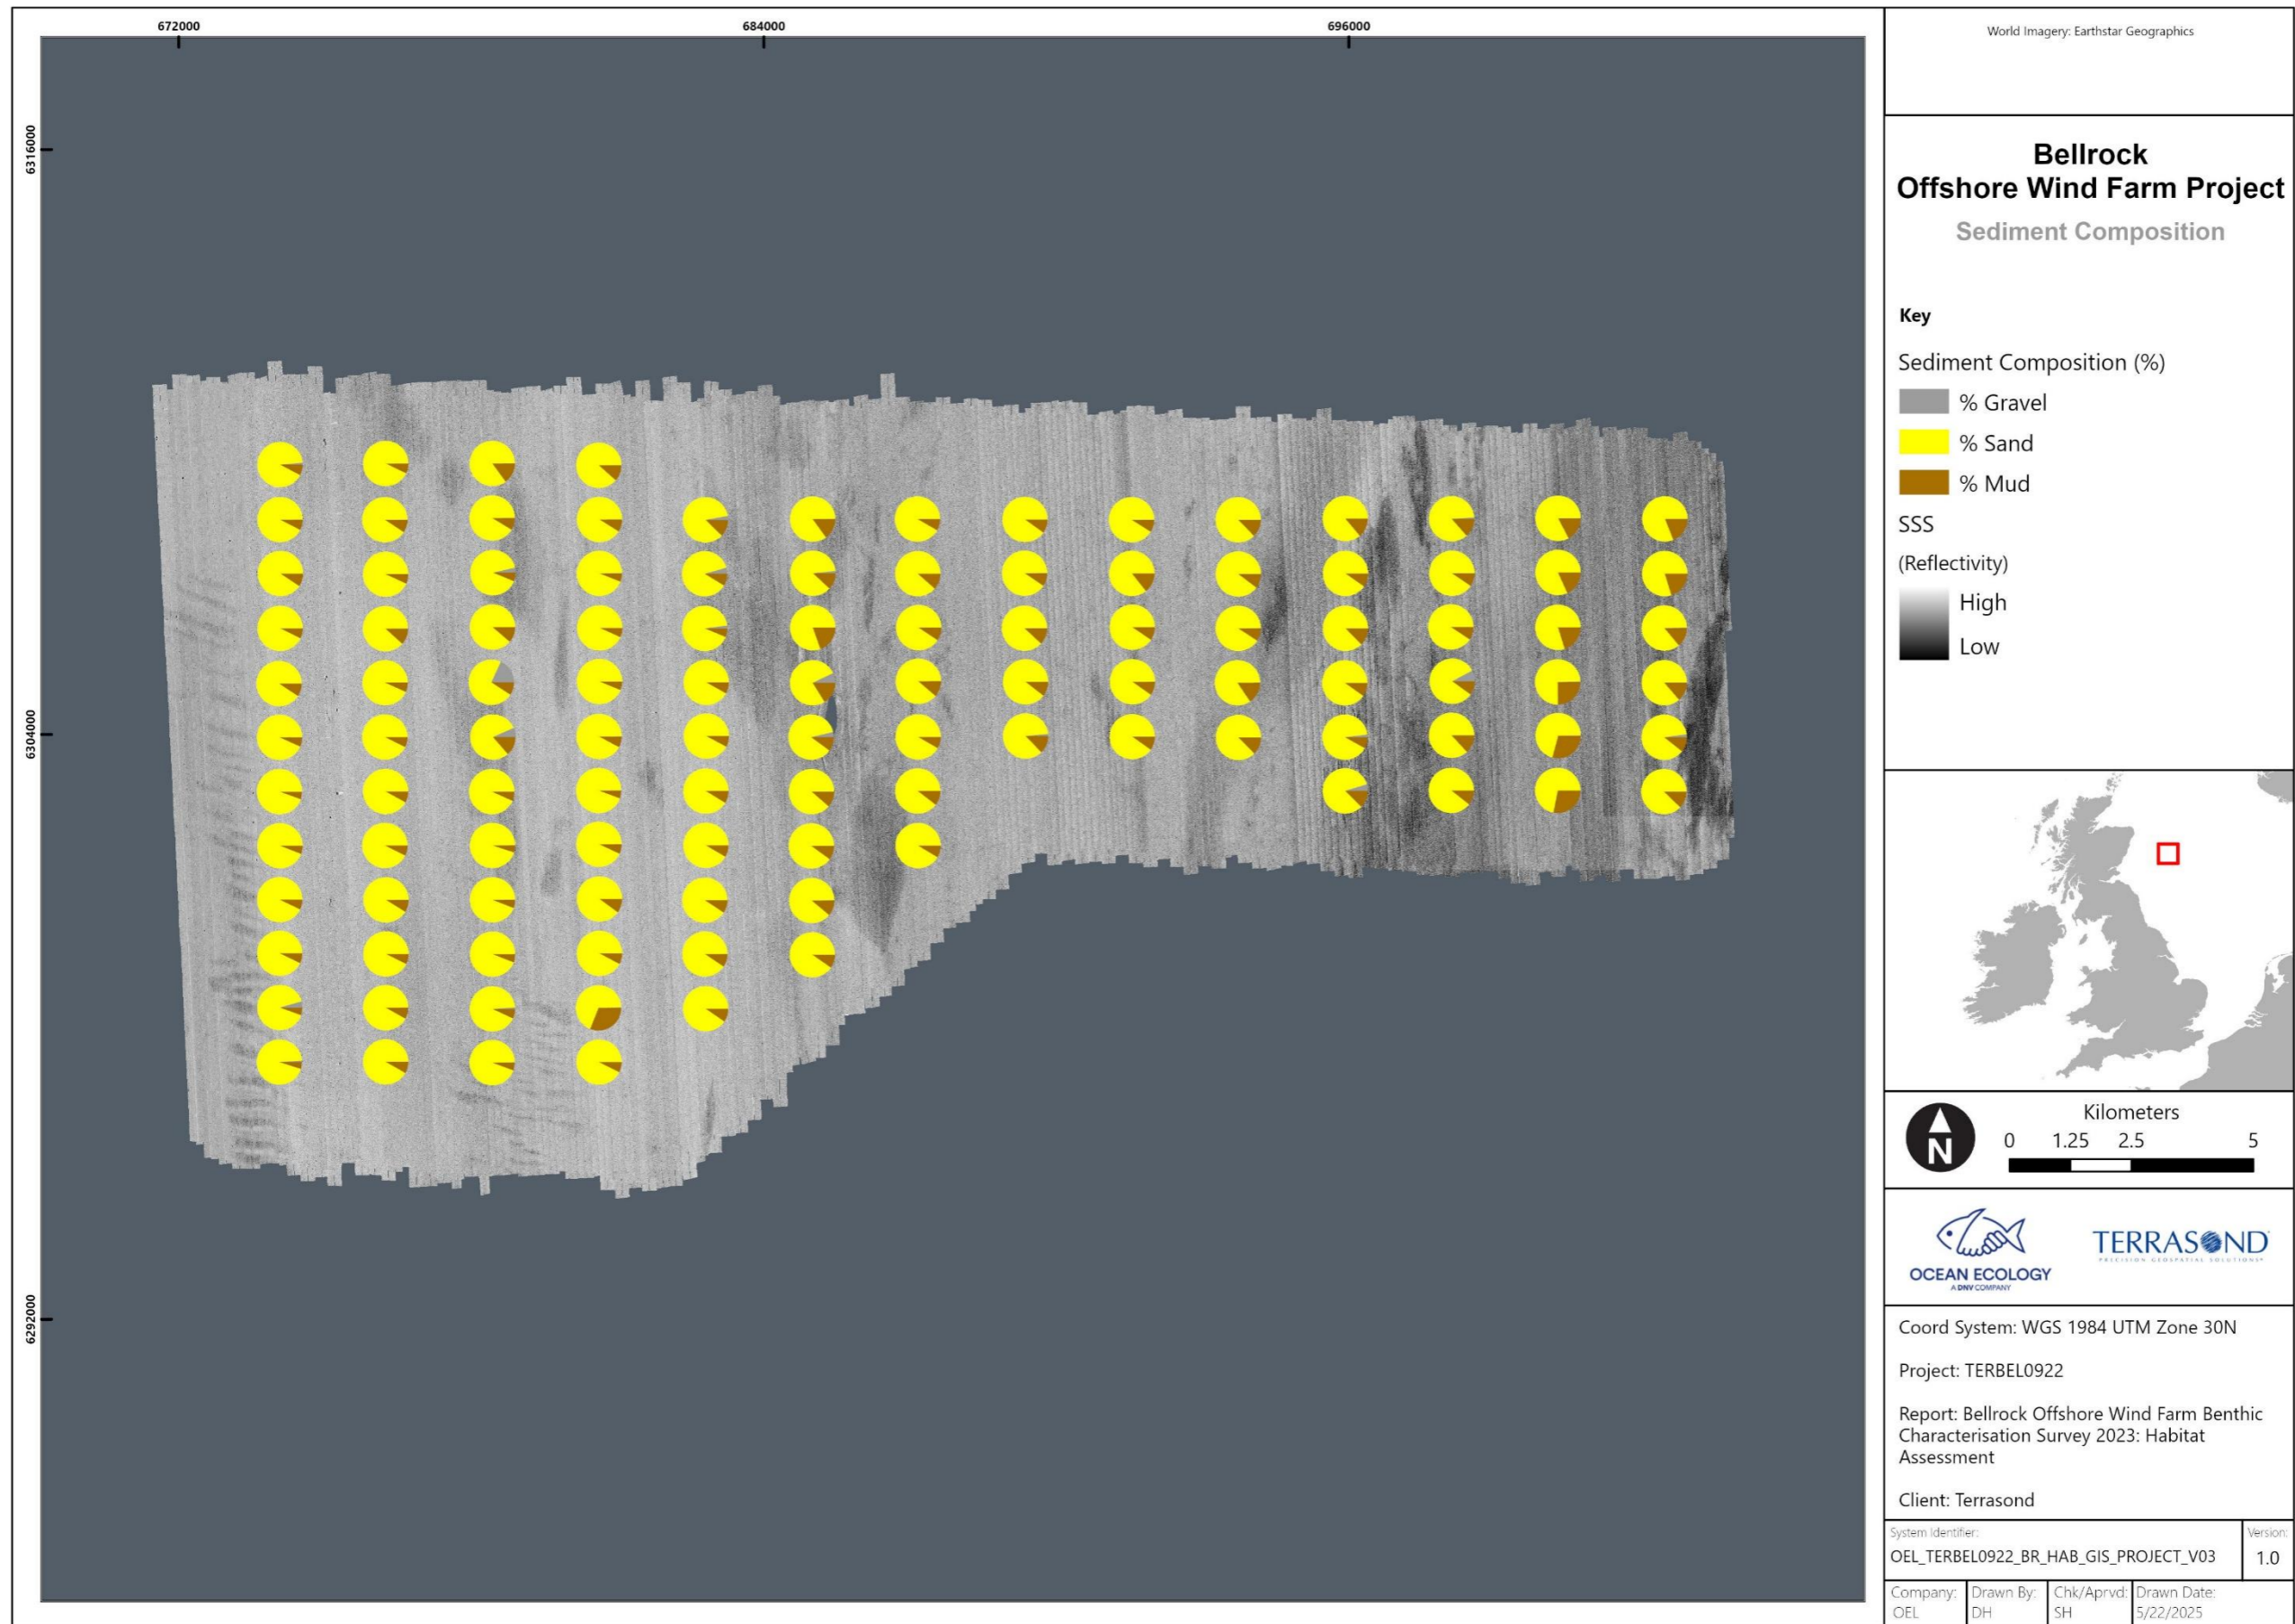 672000
684000
696000
6316000
6304000
6292000
World Imagery: Earthstar Geographics
Bellrock
Offshore Wind Farm Project
Sediment Composition
Key
Sediment Composition (%)
% Gravel
% Sand
% Mud
SSS
(Reflectivity)
High
Low
Kilometers
0 1.25 2.5 5
N
OCEAN ECOLOGY
A DNV COMPANY
TERRASOND
PRECISION GEOSPATIAL SOLUTIONS
Coord System: WGS 1984 UTM Zone 30N
Project: TERBEL0922
Report: Bellrock Offshore Wind Farm Benthic
Characterisation Survey 2023: Habitat
Assessment
Client: Terrasond
System Identifier:
OEL_TERBEL0922_BR_HAB_GIS_PROJECT_V03
Version:
1.0
Company:
OEL
Drawn By:
DH
Chk/Aprvd:
SH
Drawn Date:
5/22/2025